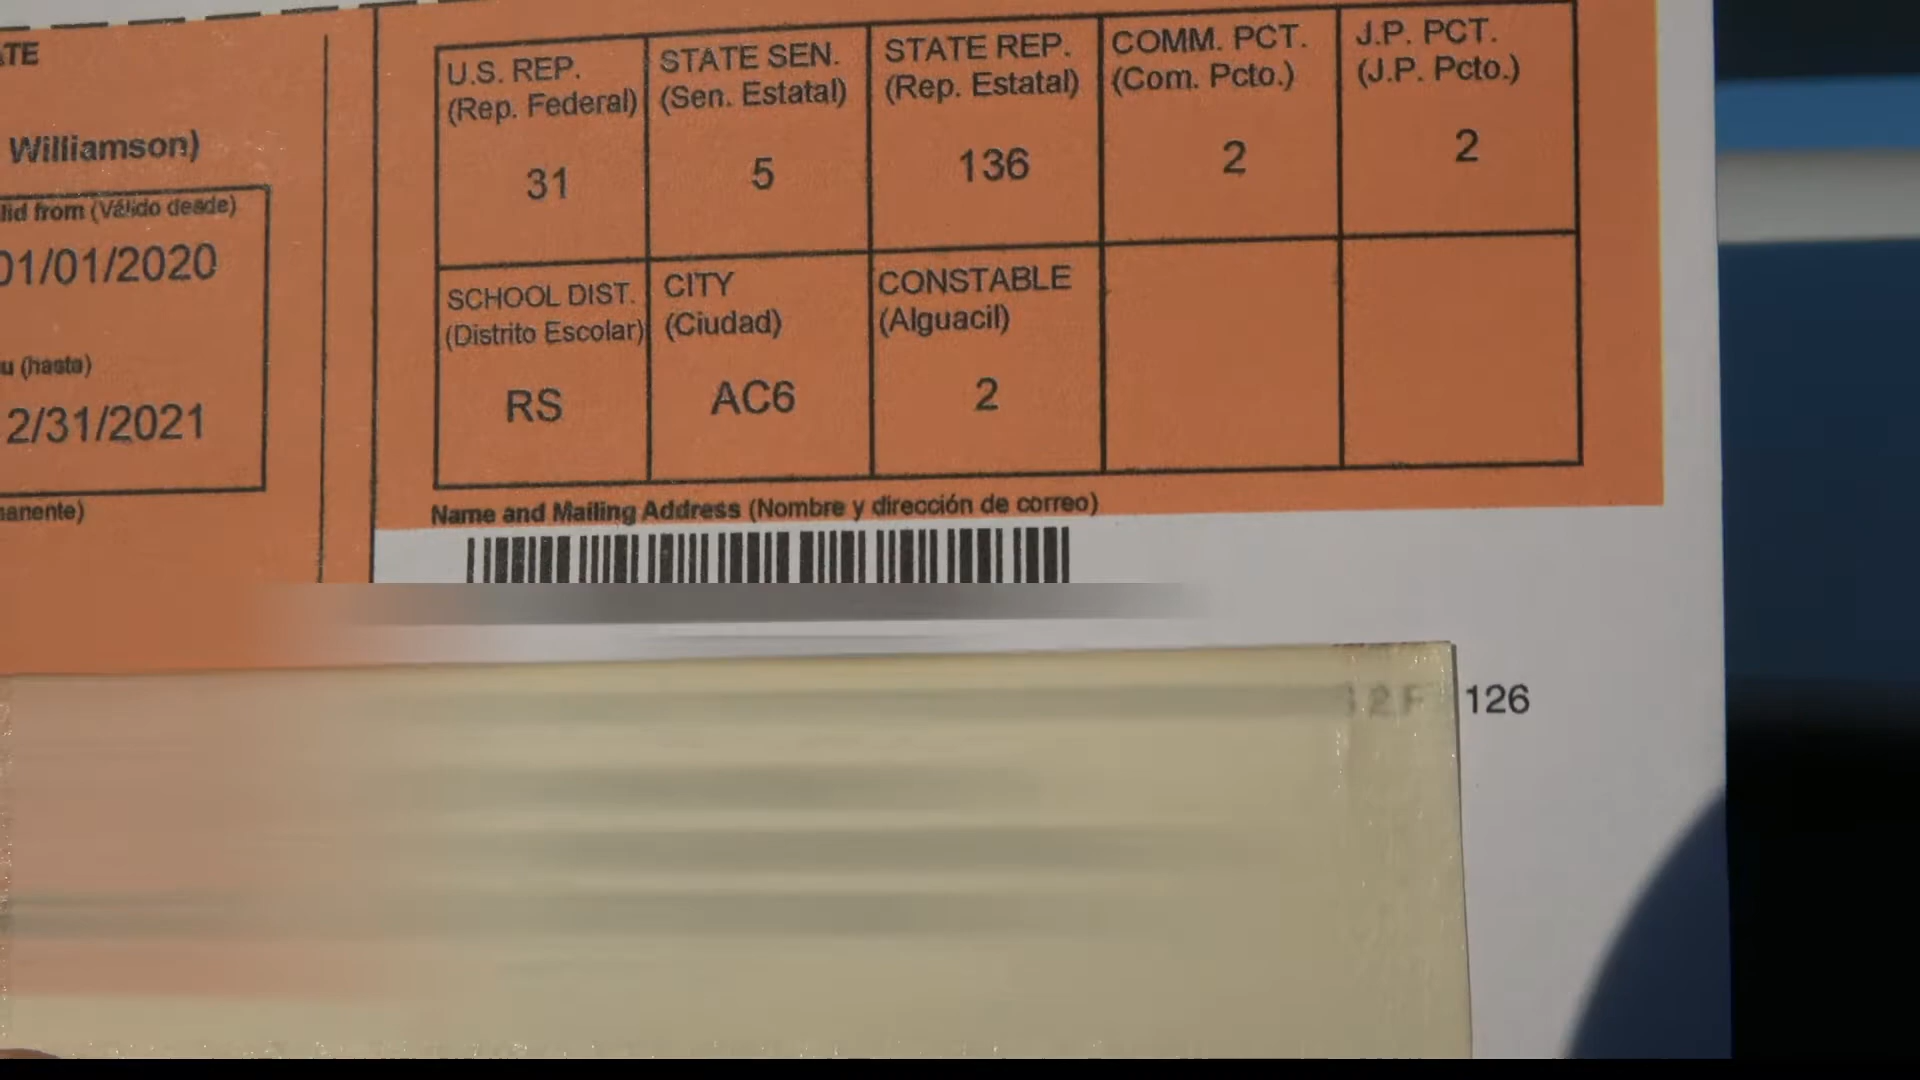 ATE
Williamson)
lid from (Válido desde)
01/01/2020
u (hasta)
2/31/2021
anente)
U.S. REP.
(Rep. Federal)
31
STATE SEN.
(Sen. Estatal)
5
STATE REP.
(Rep. Estatal)
136
COMM. PCT.
(Com. Pcto.)
2
J.P. PCT.
(J.P. Pcto.)
2
SCHOOL DIST.
(Distrito Escolar)
RS
CITY
(Ciudad)
AC6
CONSTABLE
(Alguacil)
2
Name and Mailing Address (Nombre y dirección de correo)
126